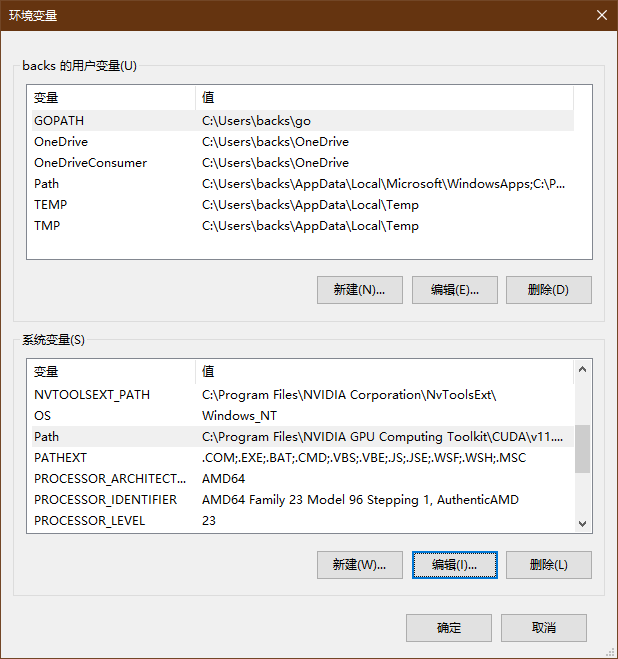 环境变量
backs 的用户变量(U)
变量 值
GOPATH C:\Users\backs\go
OneDrive C:\Users\backs\OneDrive
OneDriveConsumer C:\Users\backs\OneDrive
Path C:\Users\backs\AppData\Local\Microsoft\WindowsApps;C:\P...
TEMP C:\Users\backs\AppData\Local\Temp
TMP C:\Users\backs\AppData\Local\Temp
新建(N)... 编辑(E)... 删除(D)
系统变量(S)
变量 值
NVTOOLSEXT_PATH C:\Program Files\NVIDIA Corporation\NvToolsExt\
OS Windows_NT
Path C:\Program Files\NVIDIA GPU Computing Toolkit\CUDA\v11....
PATHEXT .COM;.EXE;.BAT;.CMD;.VBS;.VBE;.JS;.JSE;.WSF;.WSH;.MSC
PROCESSOR_ARCHITECT... AMD64
PROCESSOR_IDENTIFIER AMD64 Family 23 Model 96 Stepping 1, AuthenticAMD
PROCESSOR_LEVEL 23
新建(W)... 编辑(I)... 删除(L)
确定 取消